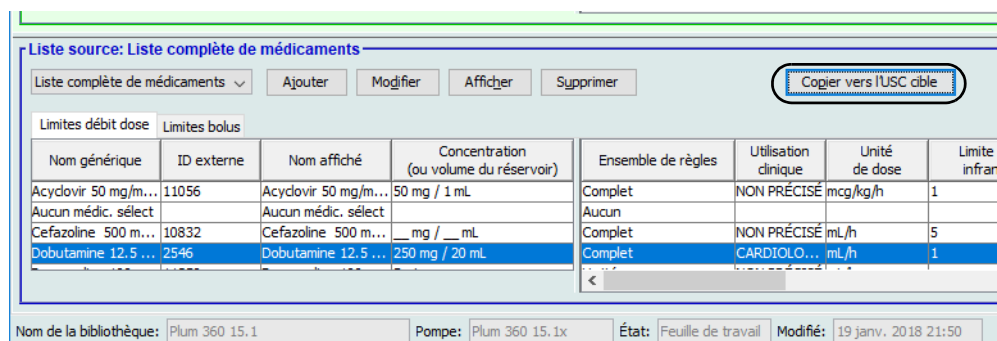 Liste source: Liste complète de médicaments
Liste complète de médicaments Ajouter Modifier Afficher Supprimer Copier vers l'USC cible
Limites débit dose Limites bolus
Nom générique ID externe Nom affiché Concentration (ou volume du réservoir) Ensemble de règles Utilisation clinique Unité de dose Limite infran
Acyclovir 50 mg/m... 11056 Acyclovir 50 mg/m... 50 mg / 1 mL Complet NON PRÉCISÉ mcg/kg/h 1
Aucun médic. sélect Aucun médic. sélect Aucun
Cefazoline 500 m... 10832 Cefazoline 500 m... __ mg / __ mL Complet NON PRÉCISÉ mL/h 5
Dobutamine 12.5 ... 2546 Dobutamine 12.5 ... 250 mg / 20 mL Complet CARDIOLO... mL/h 1
Nom de la bibliothèque: Plum 360 15.1 Pompe: Plum 360 15.1x État: Feuille de travail Modifié: 19 janv. 2018 21:50